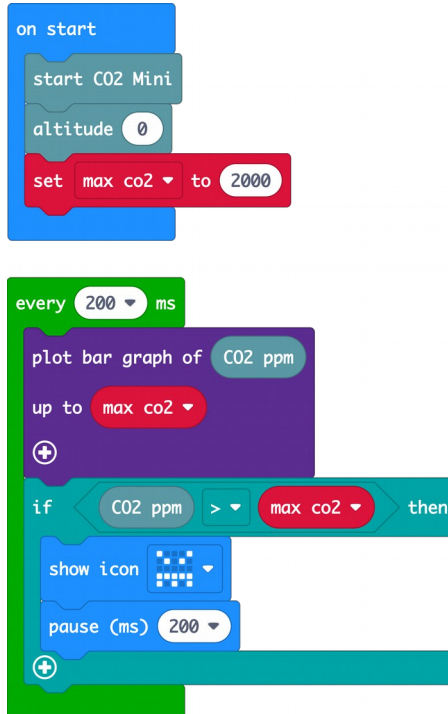 on start
start CO2 Mini
altitude 0
set max co2 to 2000
every 200 ms
plot bar graph of CO2 ppm
up to max co2
if CO2 ppm > max co2 then
show icon
pause (ms) 200